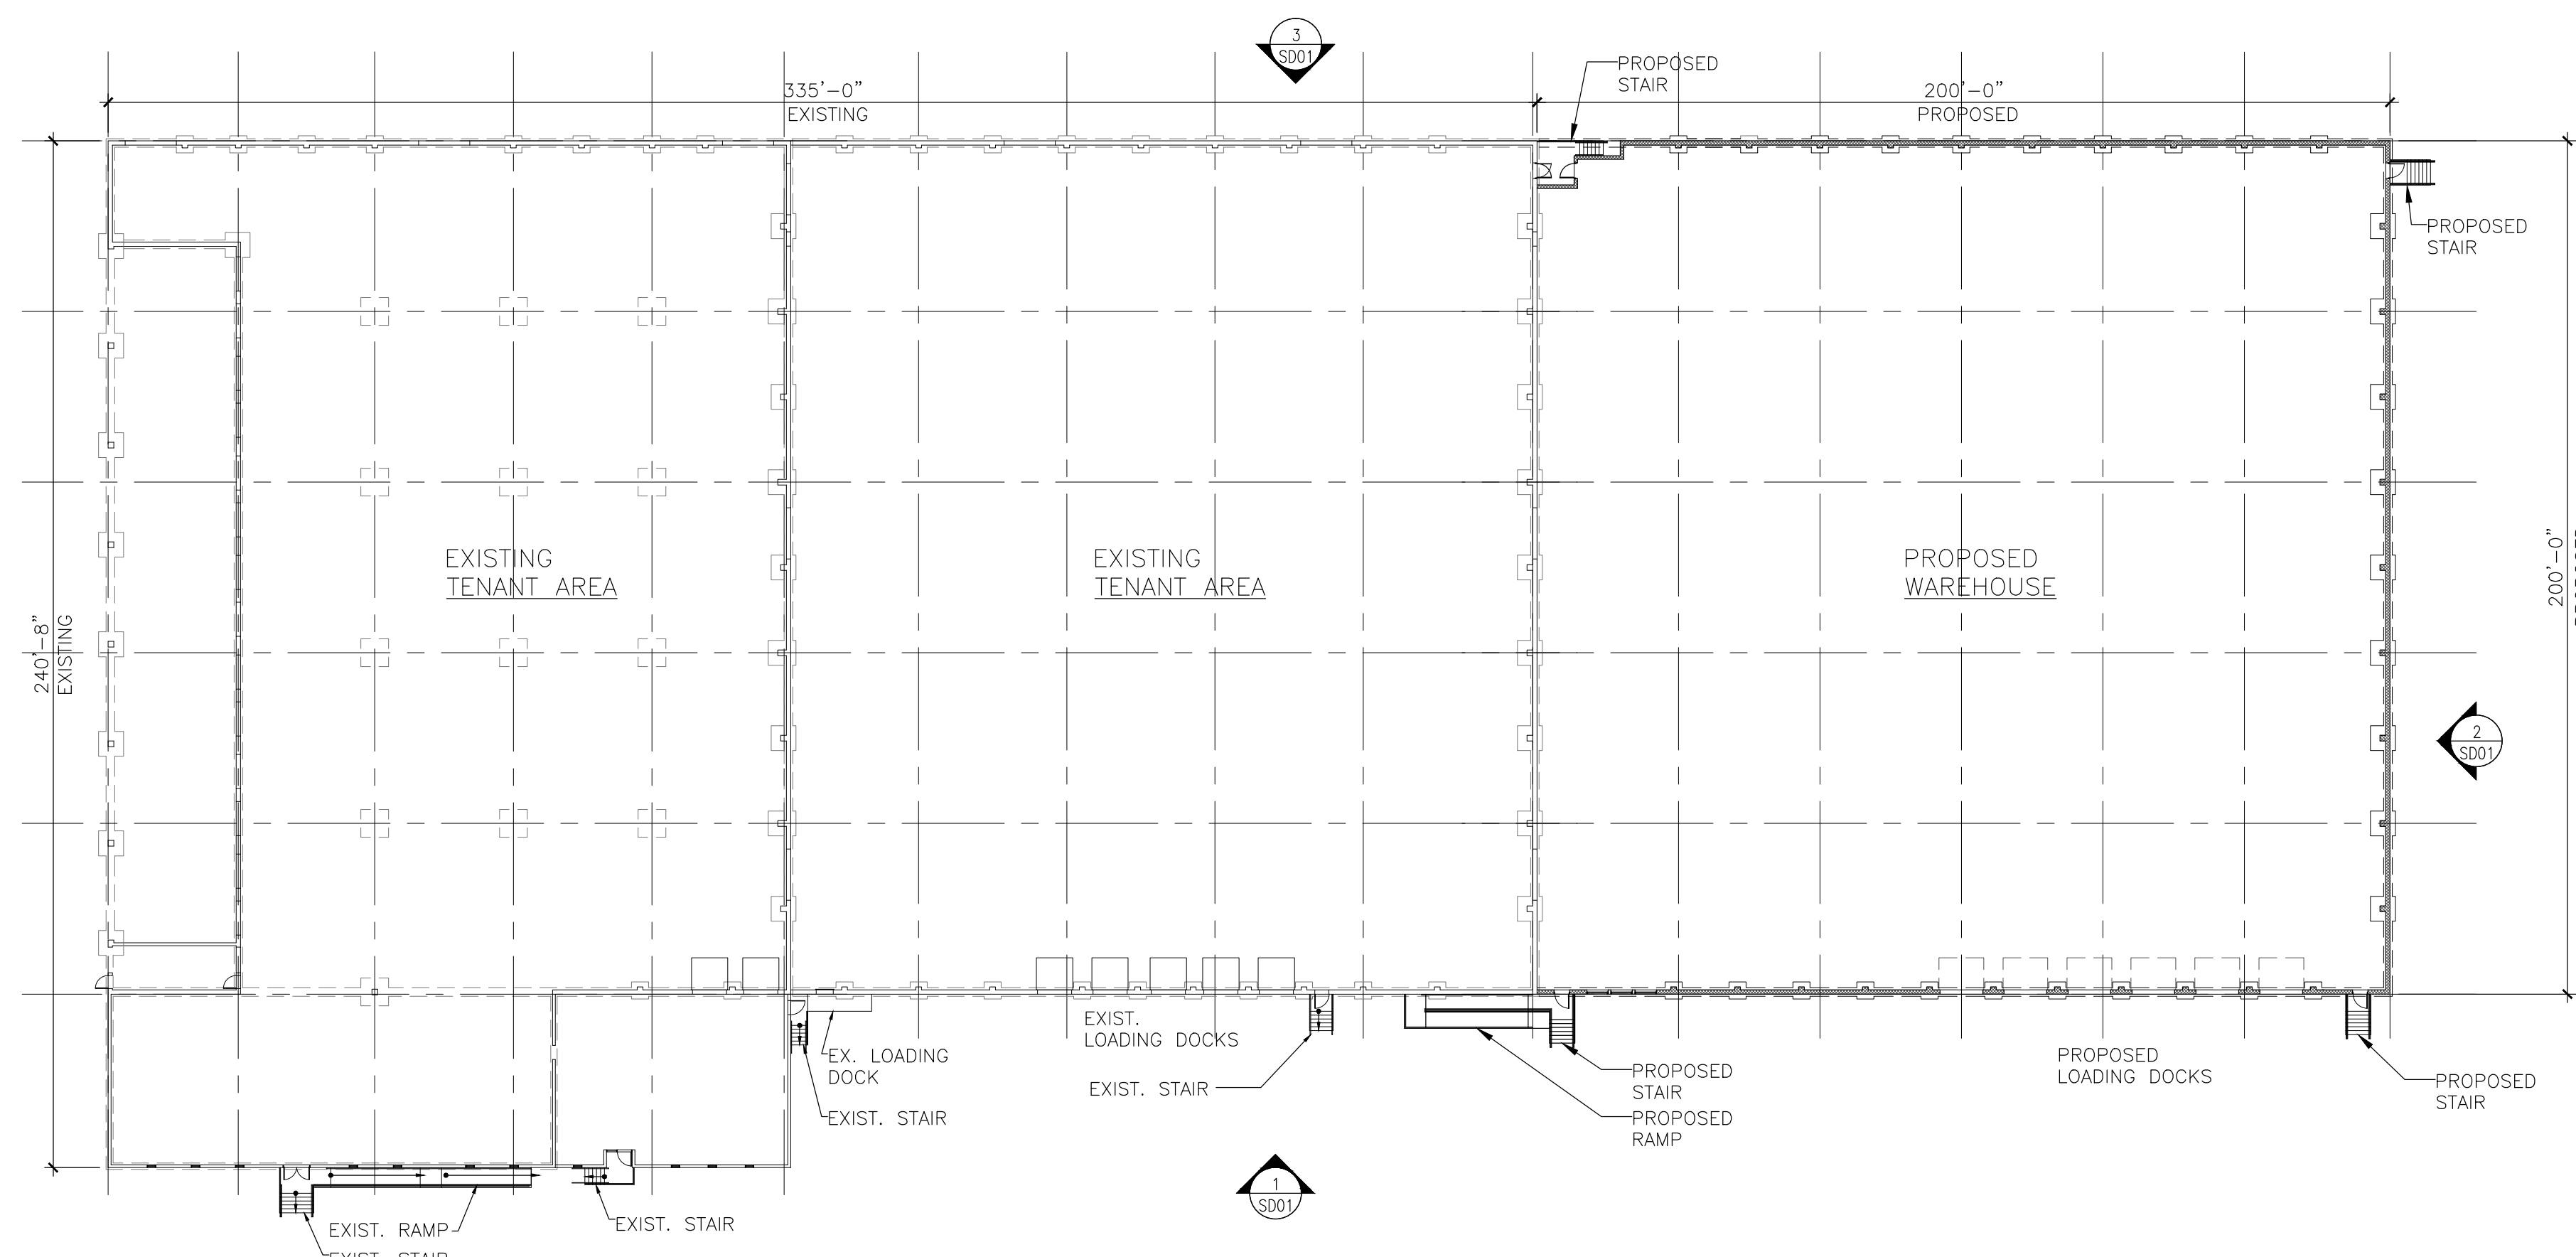 3
SD01
PROPOSED
STAIR
335'-0"
EXISTING
200'-0"
PROPOSED
PROPOSED
STAIR
EXISTING
TENANT AREA
EXISTING
TENANT AREA
PROPOSED
WAREHOUSE
200'-0"
240'-8"
EXISTING
2
SD01
EX. LOADING
DOCK
EXIST. STAIR
EXIST.
LOADING DOCKS
EXIST. STAIR
PROPOSED
STAIR
PROPOSED
RAMP
PROPOSED
LOADING DOCKS
PROPOSED
STAIR
1
SD01
EXIST. RAMP
EXIST. STAIR
EXIST. STAIR